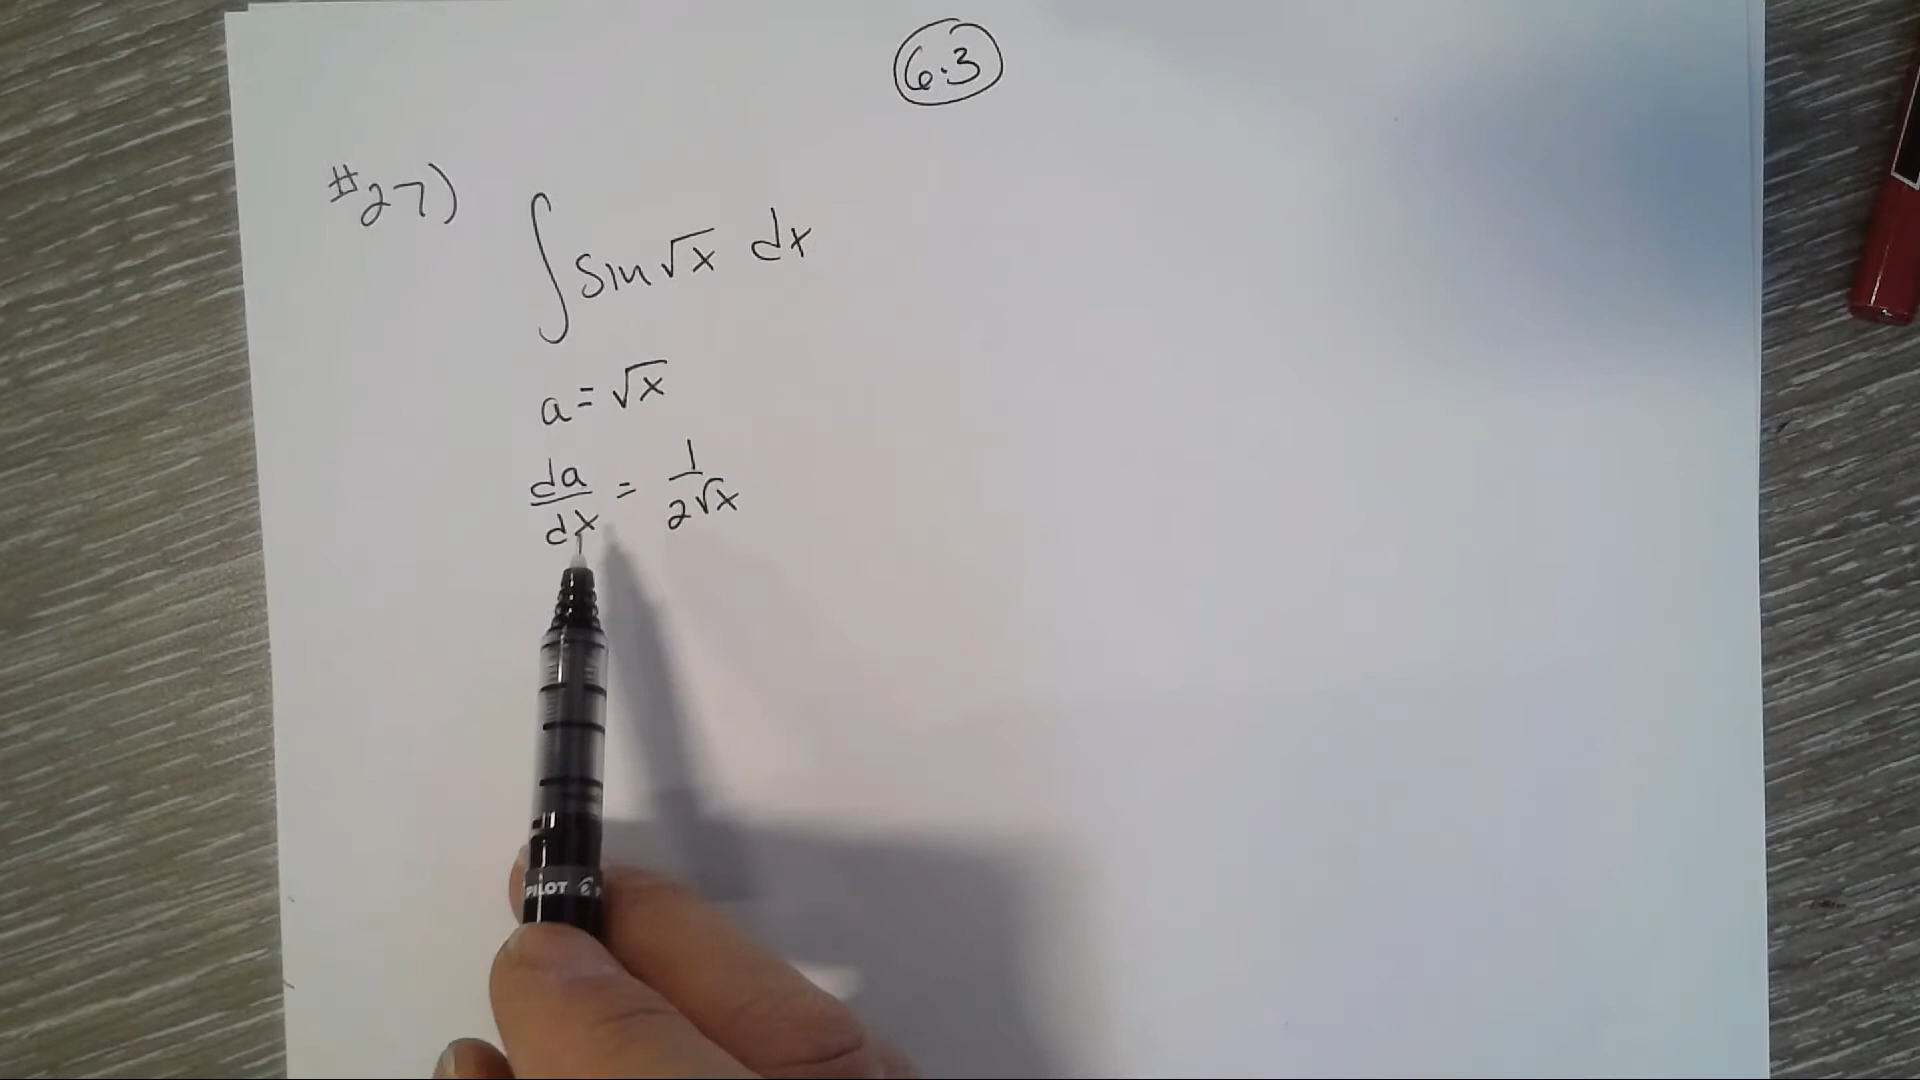 6.3
#27) ∫ sin √x dx
a = √x
da/dx = 1/(2√x)
PILOT